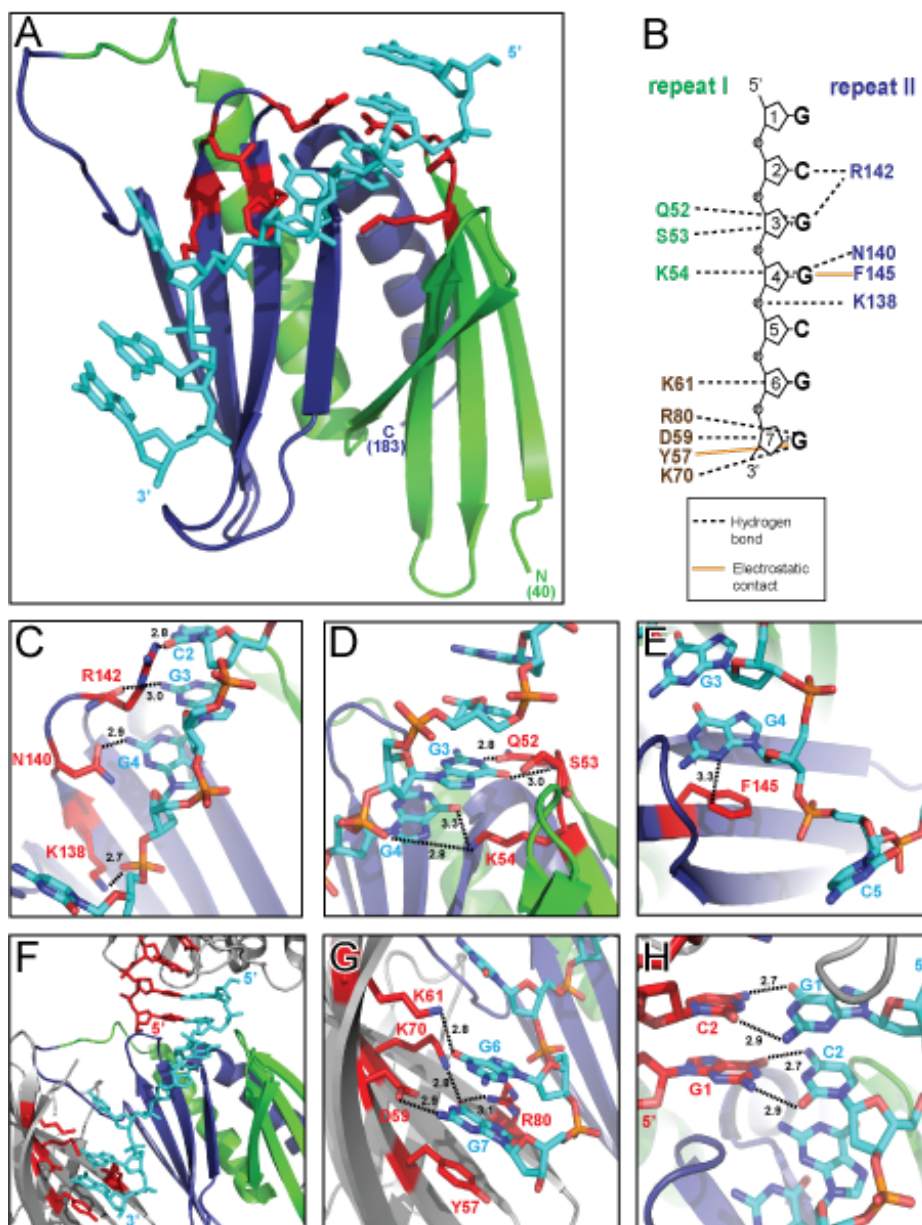 A
5'
3'
C
(183)
N
(40)
B
repeat I
repeat II
5'
1 G
2 C
R142
Q52
3 G
S53
N140
K54
4 G
F145
K138
5 C
K61
6 G
R80
D59
7 G
Y57
K70
3'
Hydrogen
bond
Electrostatic
contact
C
2.8
C2
R142
G3
3.0
2.9
N140
G4
K138
2.7
D
G3
2.8
Q52
S53
3.0
3.3
G4
2.9
K54
E
G3
G4
3.3
F145
C5
F
5'
5'
3'
G
K61
K70
2.8
G6
2.8
2.9
3.1
D59
R80
G7
Y57
H
2.7
G1
C2
2.9
C2
2.7
G1
2.9
5'